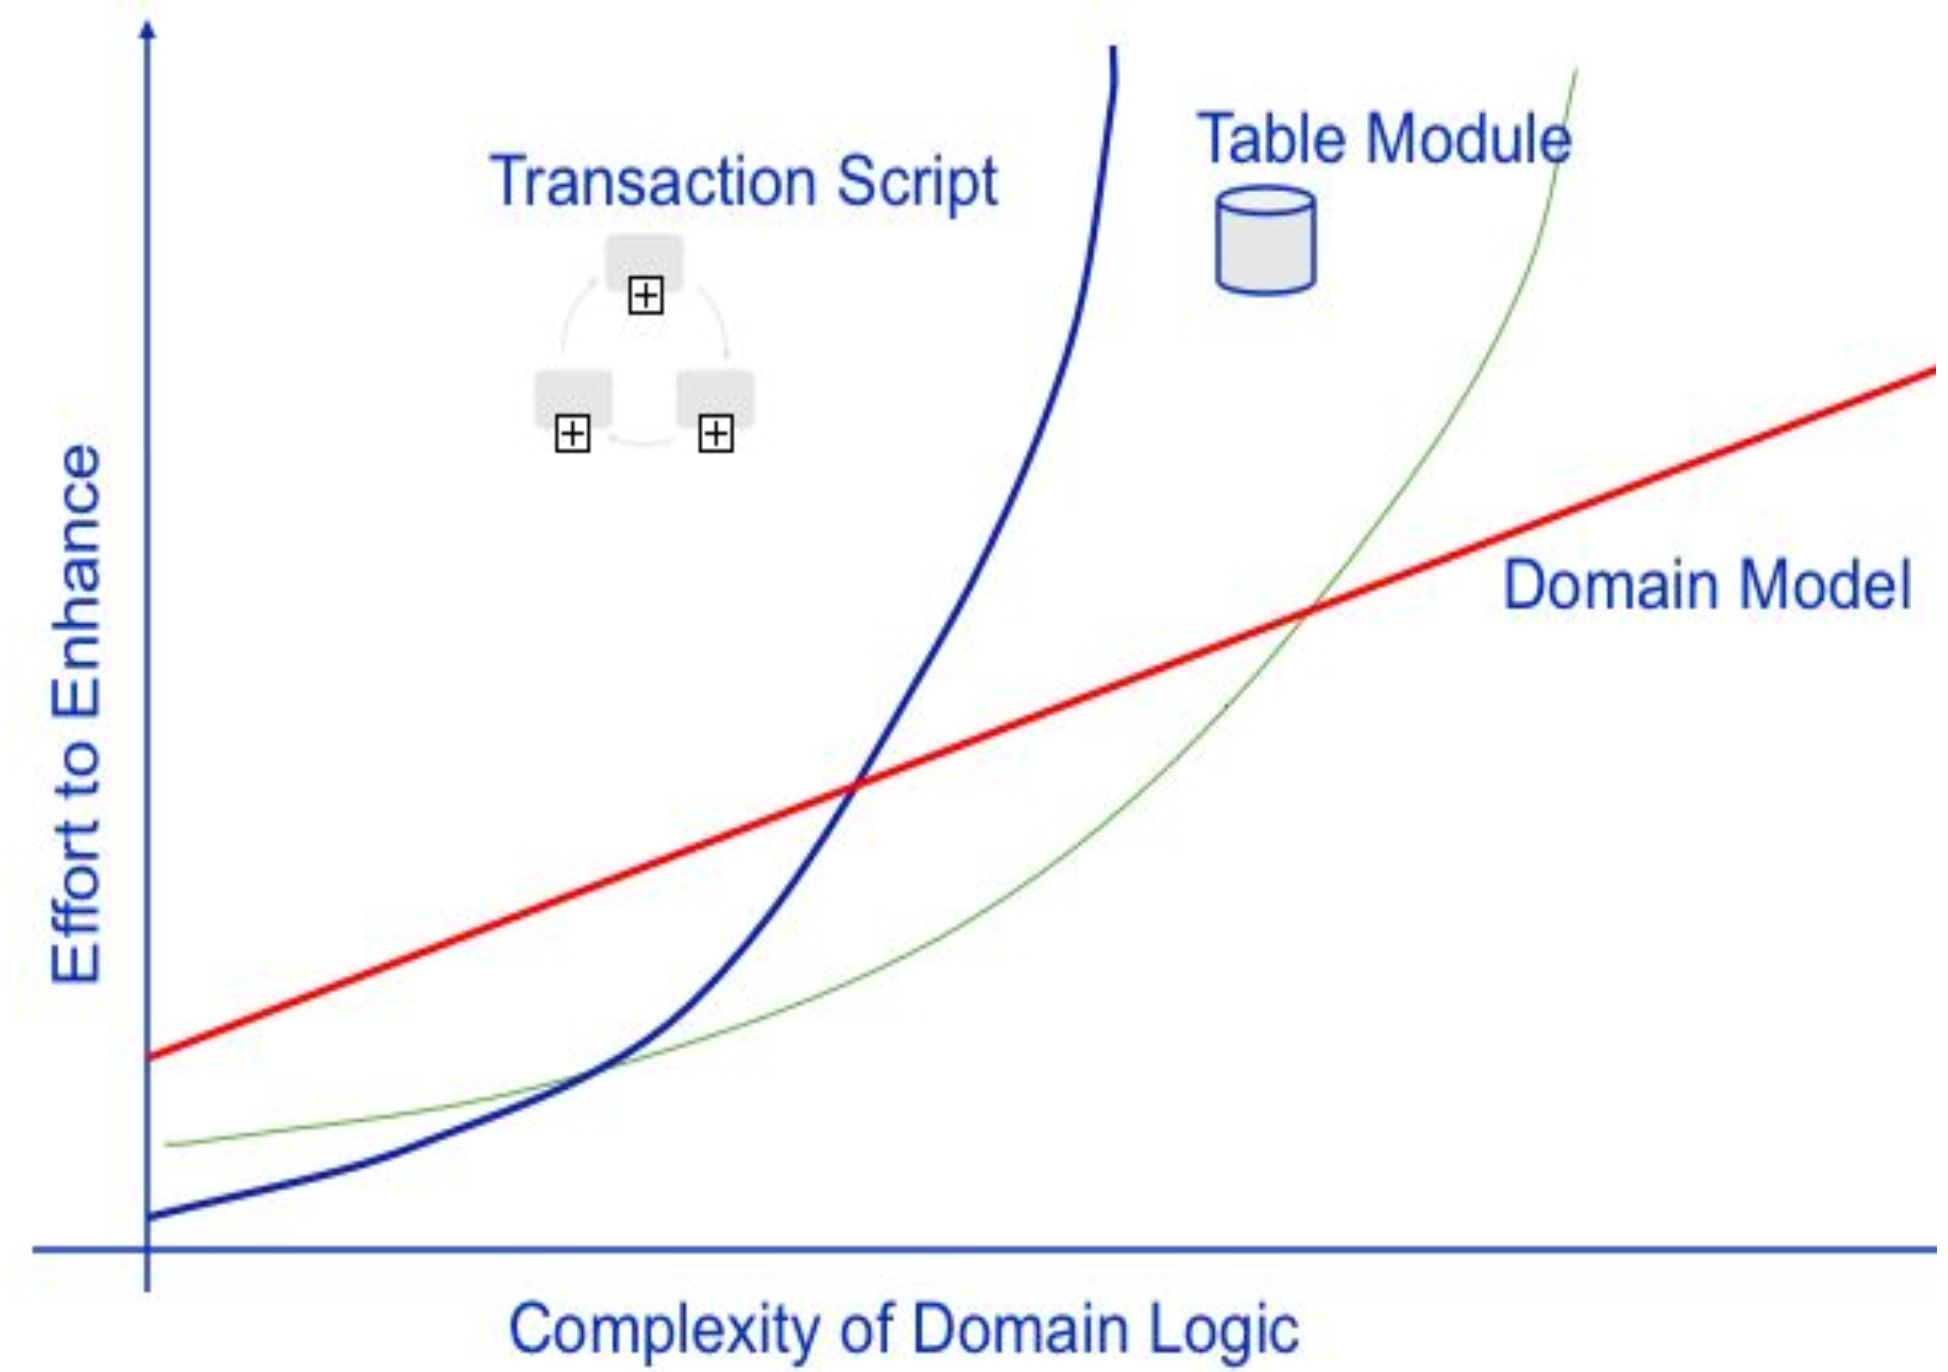 Transaction Script
Table Module
Domain Model
Effort to Enhance
Complexity of Domain Logic